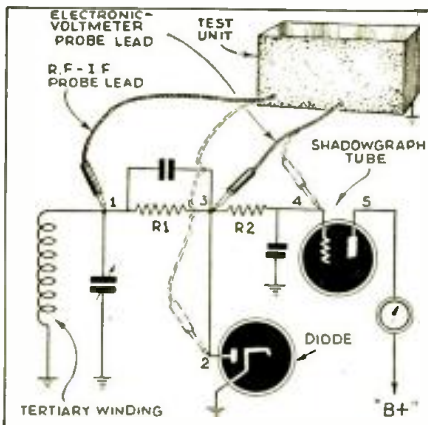 ELECTRONIC-
VOLTMETER
PROBE LEAD
TEST
UNIT
R.F-I F
PROBE LEAD
SHADOWGRAPH
TUBE
1
3
4
5
R1
R2
2
DIODE
TERTIARY WINDING
"B+"